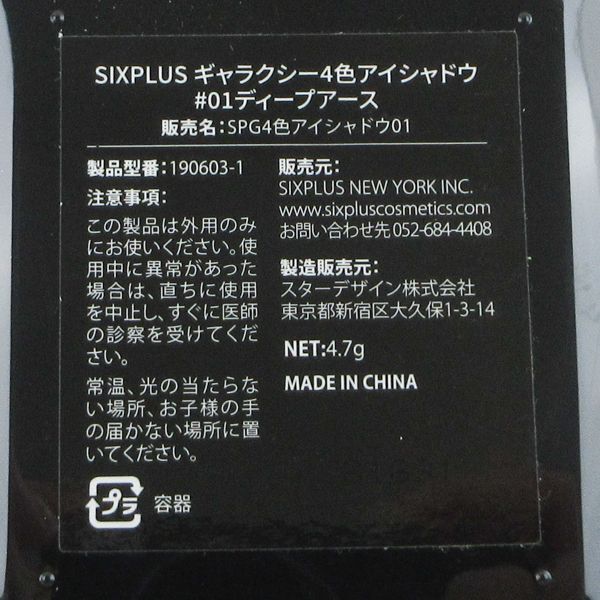 SIXPLUS ギャラクシー4色アイシャドウ
#01ディープアース
販売名:SPG4色アイシャドウ01
製品型番:190603-1
注意事項:
この製品は外用のみ
にお使いください。使
用中に異常があった
場合は、直ちに使用
を中止し、すぐに医師
の診察を受けてくだ
さい。
常温、光の当たらな
い場所、お子様の手
の届かない場所に置
いてください。
プラ 容器
販売元:
SIXPLUS NEW YORK INC.
www.sixpluscosmetics.com
お問い合わせ先 052-684-4408
製造販売元:
スターデザイン株式会社
東京都新宿区大久保1-3-14
NET:4.7g
MADE IN CHINA